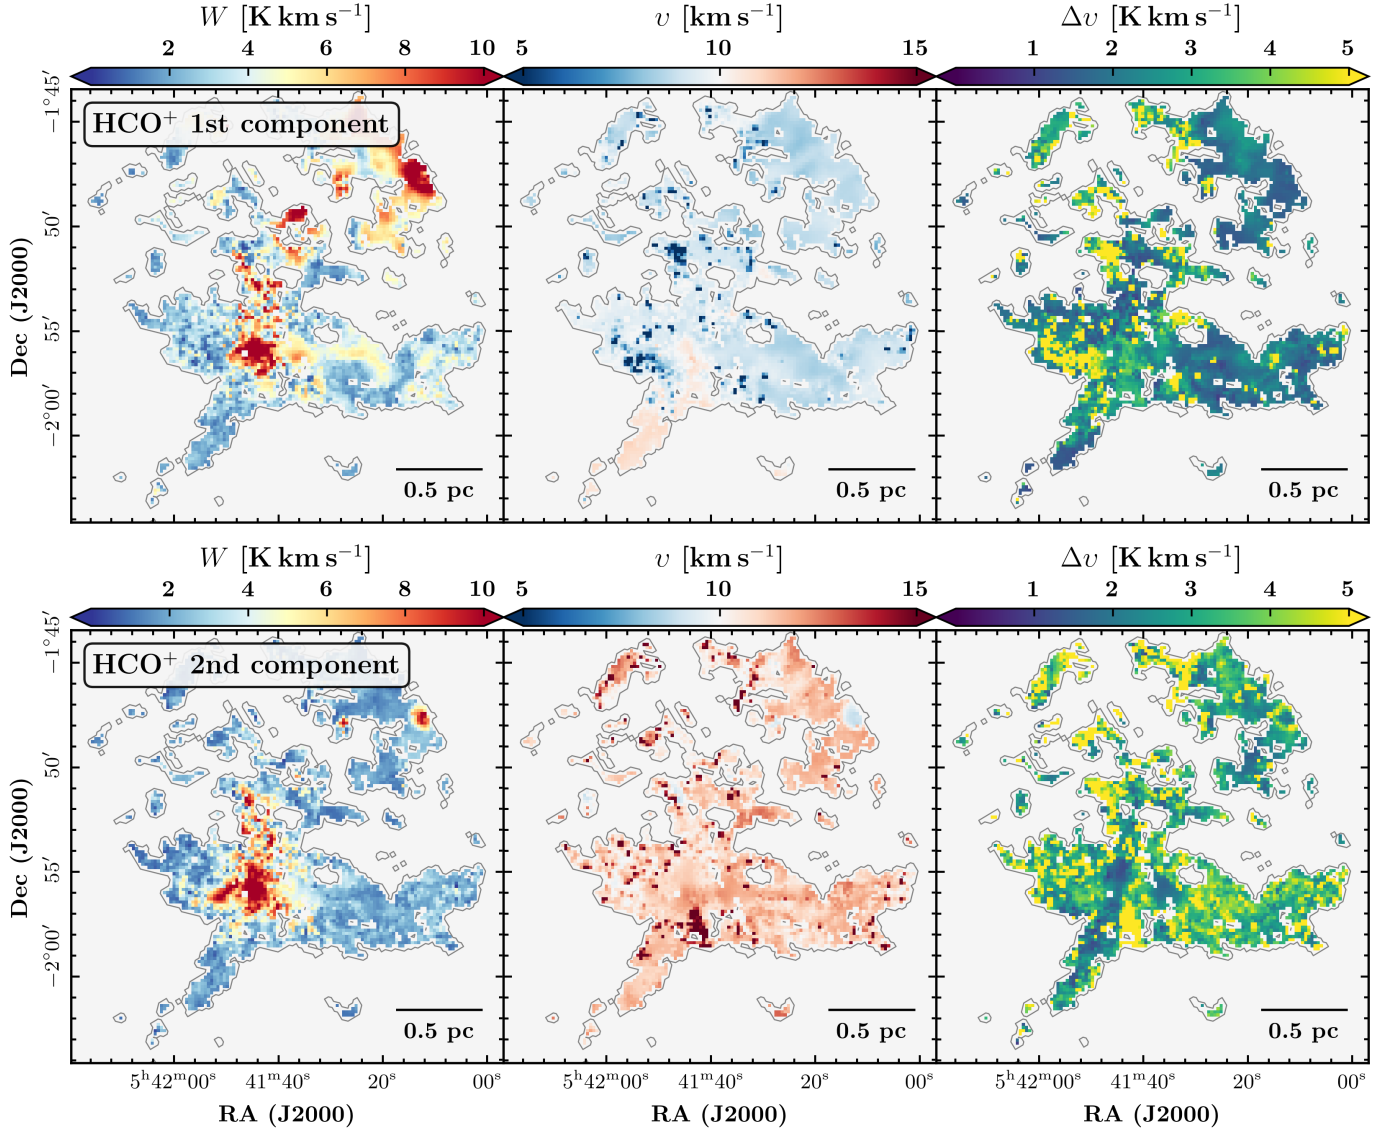 W [K km s⁻¹] v [km s⁻¹] Δv [K km s⁻¹]
2 4 6 8 10 5 10 15 1 2 3 4 5
HCO⁺ 1st component
−1°45′
50′
55′
−2°00′
Dec (J2000)
0.5 pc 0.5 pc 0.5 pc
W [K km s⁻¹] v [km s⁻¹] Δv [K km s⁻¹]
2 4 6 8 10 5 10 15 1 2 3 4 5
HCO⁺ 2nd component
−1°45′
50′
55′
−2°00′
Dec (J2000)
0.5 pc 0.5 pc 0.5 pc
5ʰ42ᵐ00ˢ 41ᵐ40ˢ 20ˢ 00ˢ 5ʰ42ᵐ00ˢ 41ᵐ40ˢ 20ˢ 00ˢ 5ʰ42ᵐ00ˢ 41ᵐ40ˢ 20ˢ 00ˢ
RA (J2000) RA (J2000) RA (J2000)